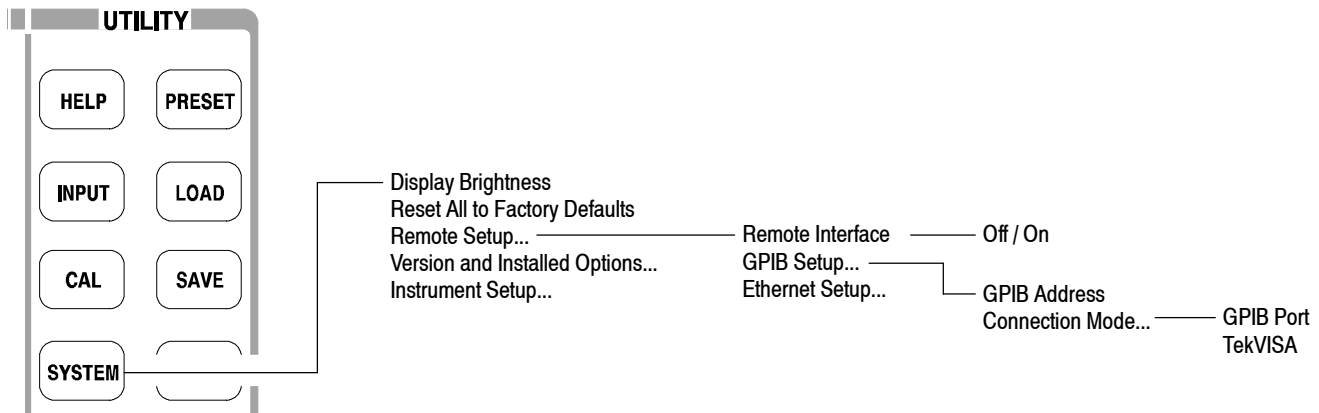 UTILITY
HELP PRESET
INPUT LOAD
CAL SAVE
SYSTEM
Display Brightness
Reset All to Factory Defaults
Remote Setup...
Version and Installed Options...
Instrument Setup...
Remote Interface
GPIB Setup...
Ethernet Setup...
Off / On
GPIB Address
Connection Mode...
GPIB Port
TekVISA